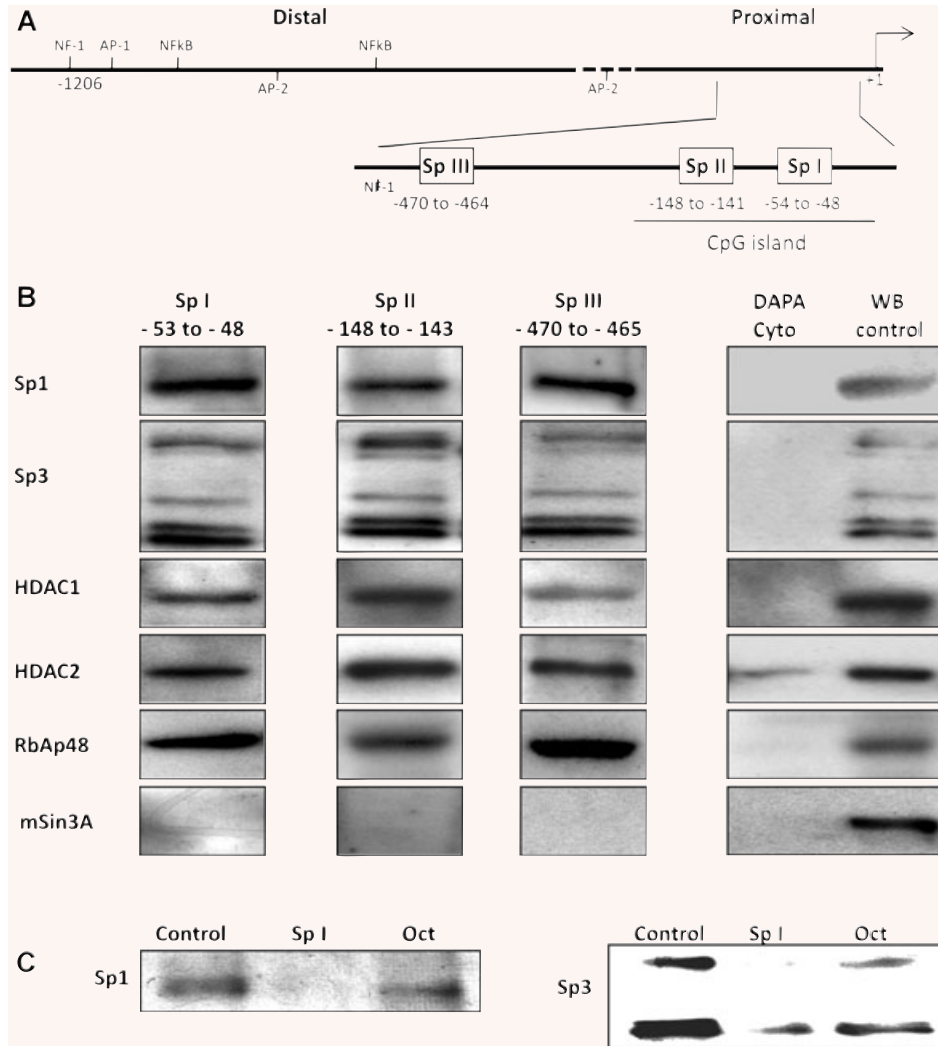 A
Distal
Proximal
NF-1 AP-1 NFkB NFkB
-1206
AP-2
AP-2
+1
Sp III
Sp II
Sp I
NF-1
-470 to -464
-148 to -141
-54 to -48
CpG island
B
Sp I
Sp II
Sp III
DAPA
WB
- 53 to - 48
- 148 to - 143
- 470 to - 465
Cyto
control
Sp1
Sp3
HDAC1
HDAC2
RbAp48
mSin3A
C
Control Sp I Oct
Sp1
Control Sp I Oct
Sp3